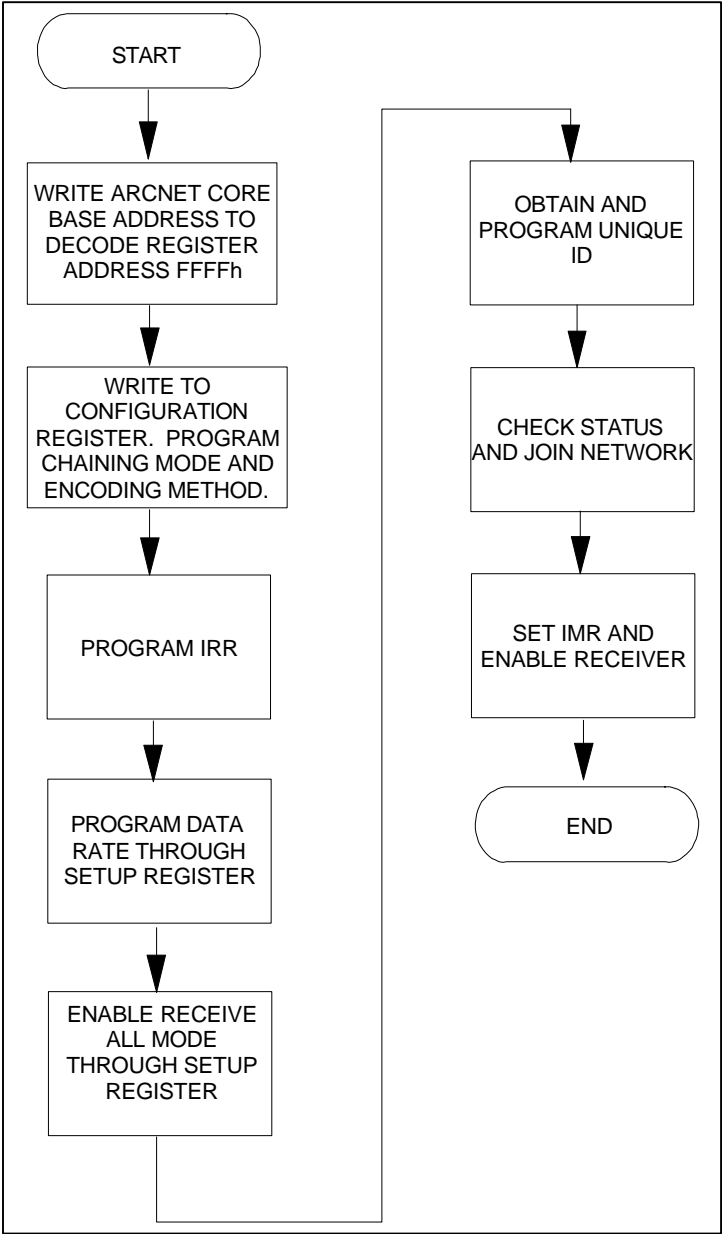 START
WRITE ARCNET CORE
BASE ADDRESS TO
DECODE REGISTER
ADDRESS FFFFh
WRITE TO
CONFIGURATION
REGISTER. PROGRAM
CHAINING MODE AND
ENCODING METHOD.
PROGRAM IRR
PROGRAM DATA
RATE THROUGH
SETUP REGISTER
ENABLE RECEIVE
ALL MODE
THROUGH SETUP
REGISTER
OBTAIN AND
PROGRAM UNIQUE
ID
CHECK STATUS
AND JOIN NETWORK
SET IMR AND
ENABLE RECEIVER
END